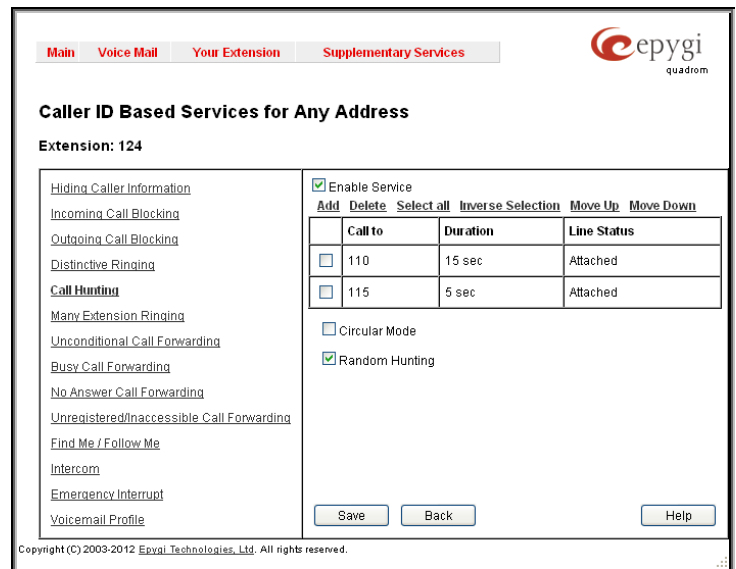 Main Voice Mail Your Extension Supplementary Services
epygi
quadrom
Caller ID Based Services for Any Address
Extension: 124
Hiding Caller Information
Incoming Call Blocking
Outgoing Call Blocking
Distinctive Ringing
Call Hunting
Many Extension Ringing
Unconditional Call Forwarding
Busy Call Forwarding
No Answer Call Forwarding
Unregistered/Inaccessible Call Forwarding
Find Me / Follow Me
Intercom
Emergency Interrupt
Voicemail Profile
Enable Service
Add Delete Select all Inverse Selection Move Up Move Down
Call to Duration Line Status
110 15 sec Attached
115 5 sec Attached
Circular Mode
Random Hunting
Save Back Help
Copyright (C) 2003-2012 Epygi Technologies, Ltd. All rights reserved.